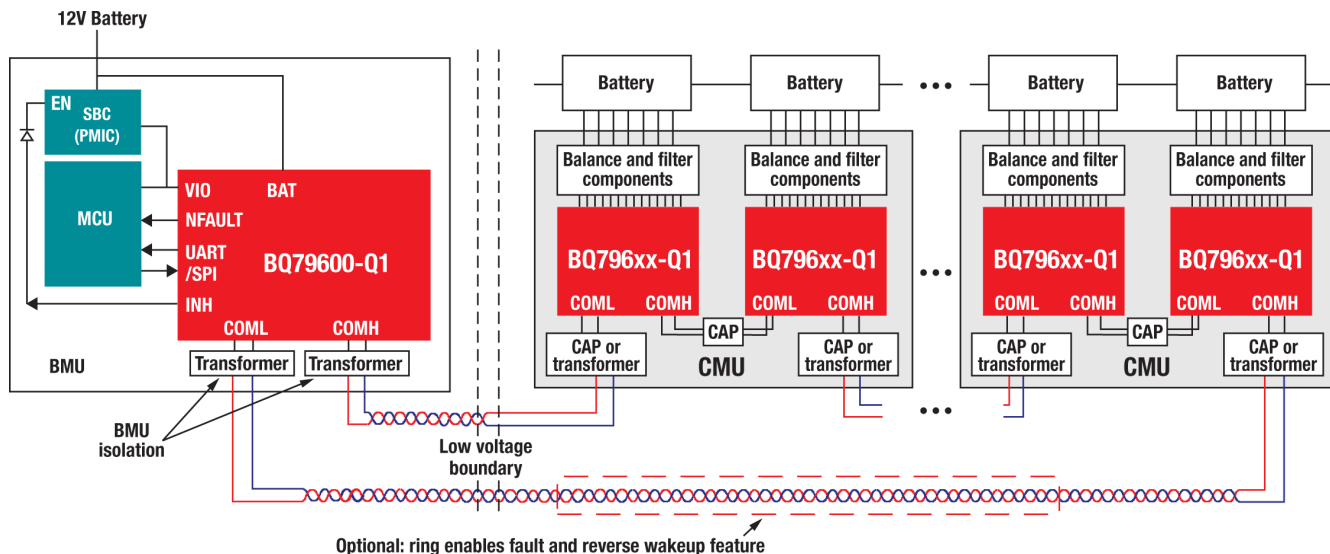 12V Battery
EN
SBC
(PMIC)
MCU
VIO
BAT
NFAULT
UART
/SPI
BQ79600-Q1
INH
COML
COMH
Transformer
Transformer
BMU
BMU
isolation
Low voltage
boundary
Battery
Battery
•••
Battery
Battery
Balance and filter
components
Balance and filter
components
Balance and filter
components
Balance and filter
components
BQ796xx-Q1
BQ796xx-Q1
•••
BQ796xx-Q1
BQ796xx-Q1
COML
COMH
COML
COMH
COML
COMH
COML
COMH
CAP
CAP
CAP or
transformer
CMU
CAP or
transformer
CAP or
transformer
CMU
CAP or
transformer
•••
Optional: ring enables fault and reverse wakeup feature